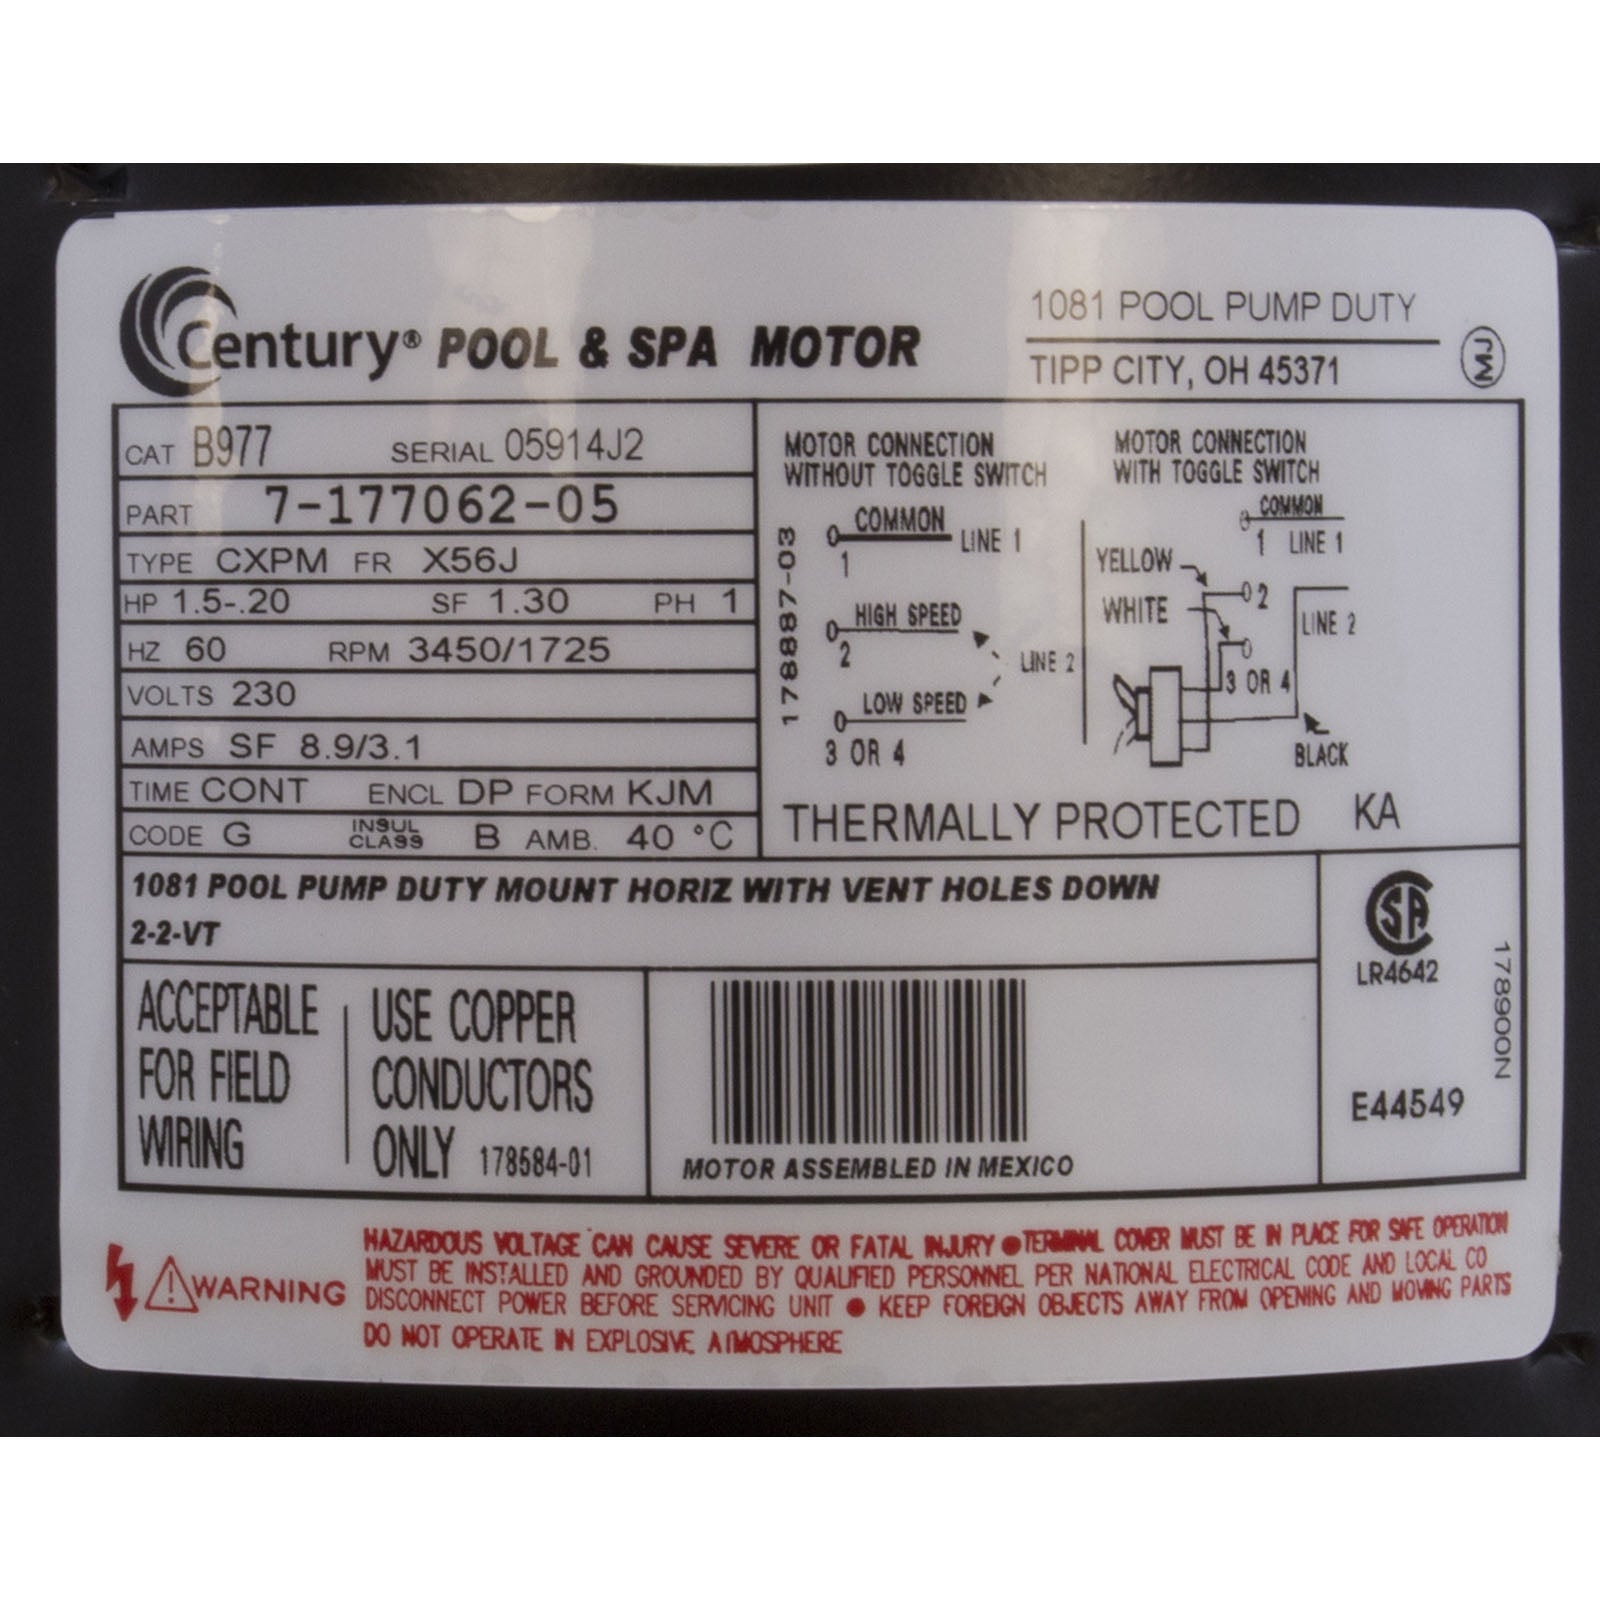 Century® POOL & SPA MOTOR
1081 POOL PUMP DUTY
TIPP CITY, OH 45371
CAT B977 SERIAL 05914J2
PART 7-177062-05
TYPE CXPM FR X56J
HP 1.5-.20 SF 1.30 PH 1
HZ 60 RPM 3450/1725
VOLTS 230
AMPS SF 8.9/3.1
TIME CONT ENCL DP FORM KJM
CODE G INSUL CLASS B AMB. 40 °C
178887-03
MOTOR CONNECTION
WITHOUT TOGGLE SWITCH
COMMON
1 LINE 1
HIGH SPEED
2
LINE 2
LOW SPEED
3 OR 4
MOTOR CONNECTION
WITH TOGGLE SWITCH
COMMON
1 LINE 1
YELLOW
2
WHITE
LINE 2
3 OR 4
BLACK
THERMALLY PROTECTED KA
1081 POOL PUMP DUTY MOUNT HORIZ WITH VENT HOLES DOWN
2-2-VT
ACCEPTABLE
FOR FIELD
WIRING
USE COPPER
CONDUCTORS
ONLY 178584-01
MOTOR ASSEMBLED IN MEXICO
LR4642
E44549
178900N
WARNING
HAZARDOUS VOLTAGE CAN CAUSE SEVERE OR FATAL INJURY ● TERMINAL COVER MUST BE IN PLACE FOR SAFE OPERATION
MUST BE INSTALLED AND GROUNDED BY QUALIFIED PERSONNEL PER NATIONAL ELECTRICAL CODE AND LOCAL CO
DISCONNECT POWER BEFORE SERVICING UNIT ● KEEP FOREIGN OBJECTS AWAY FROM OPENING AND MOVING PARTS
DO NOT OPERATE IN EXPLOSIVE ATMOSPHERE